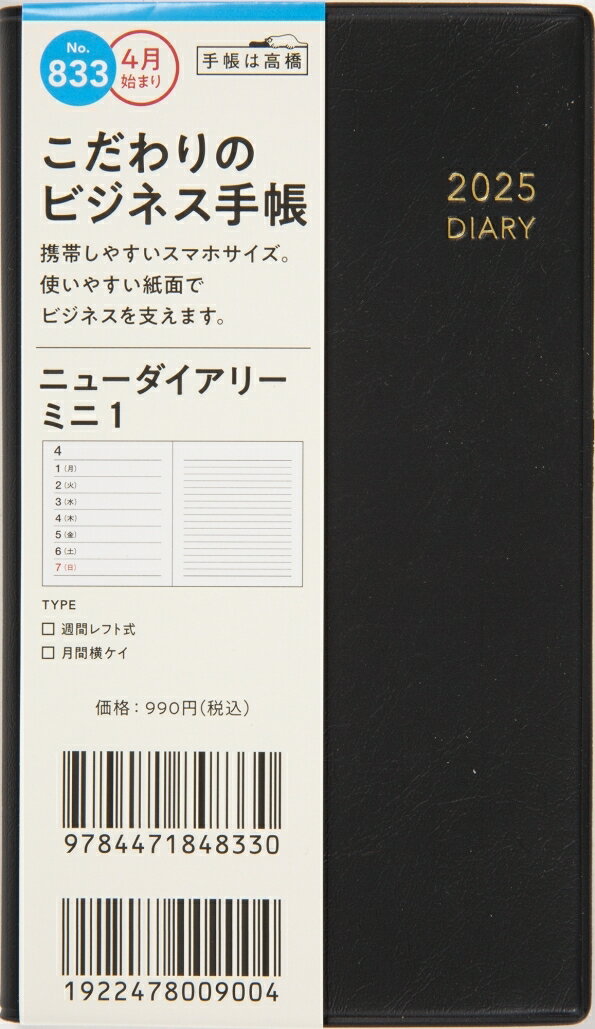 No.
833
4月
始まり
手帳は高橋
こだわりの
ビジネス手帳
携帯しやすいスマホサイズ。
使いやすい紙面で
ビジネスを支えます。
ニューダイアリー
ミニ 1
4
1(月)
2(火)
3(水)
4(木)
5(金)
6(土)
7(日)
TYPE
□ 週間レフト式
□ 月間横ケイ
価格:990円(税込)
9784471848330
1922478009004
2025
DIARY